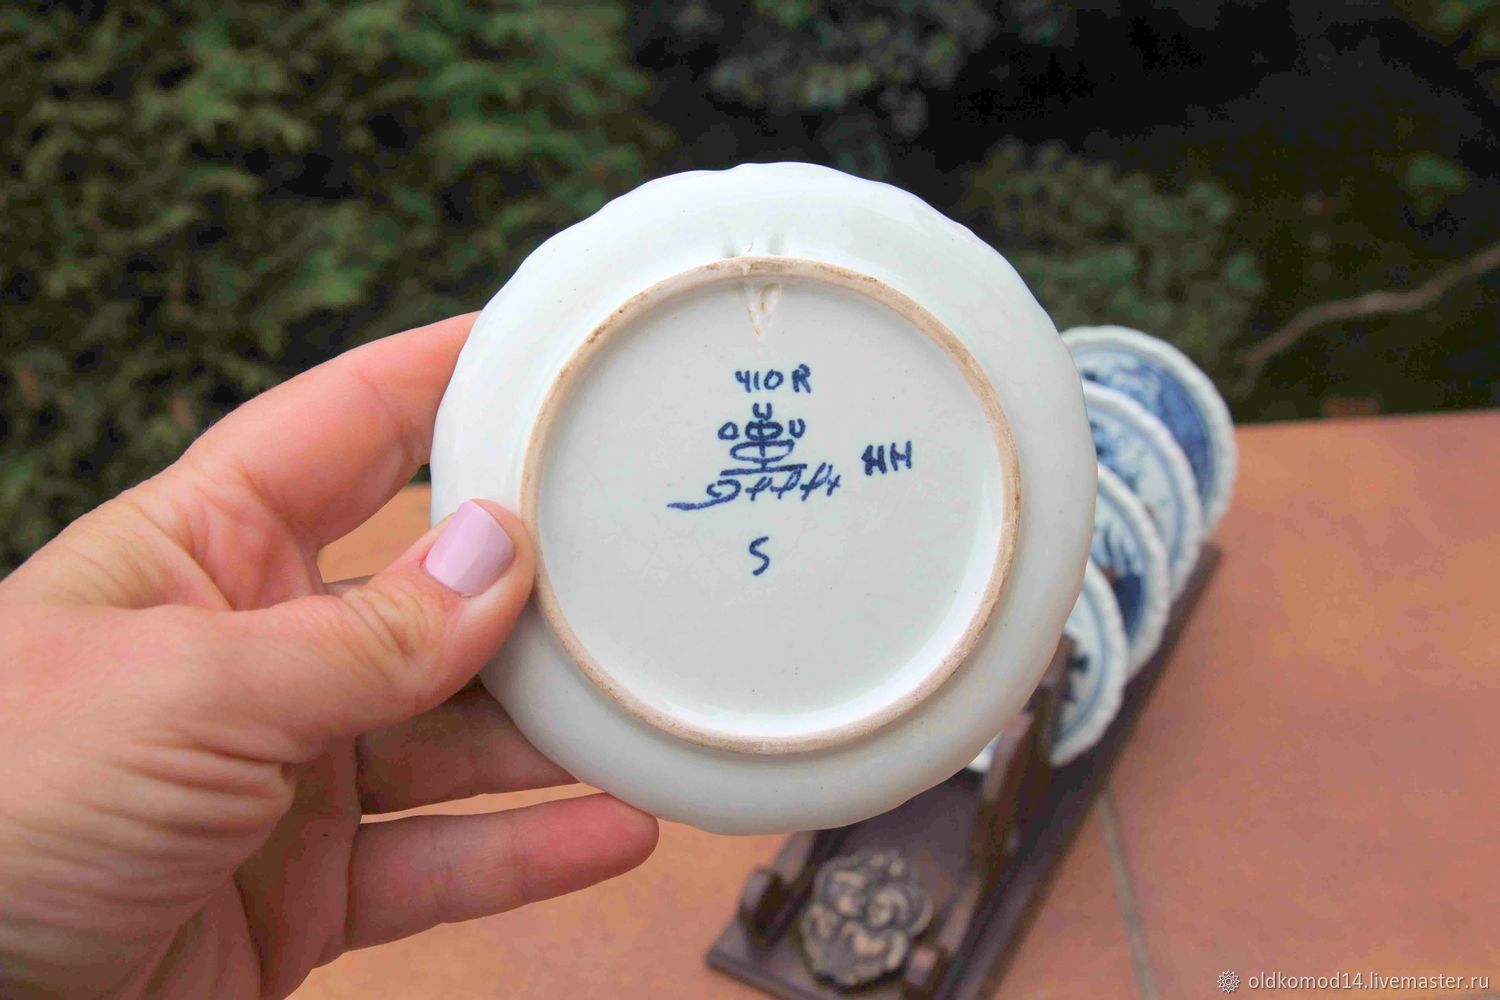 410R
HH
S
oldkomod14.livemaster.ru